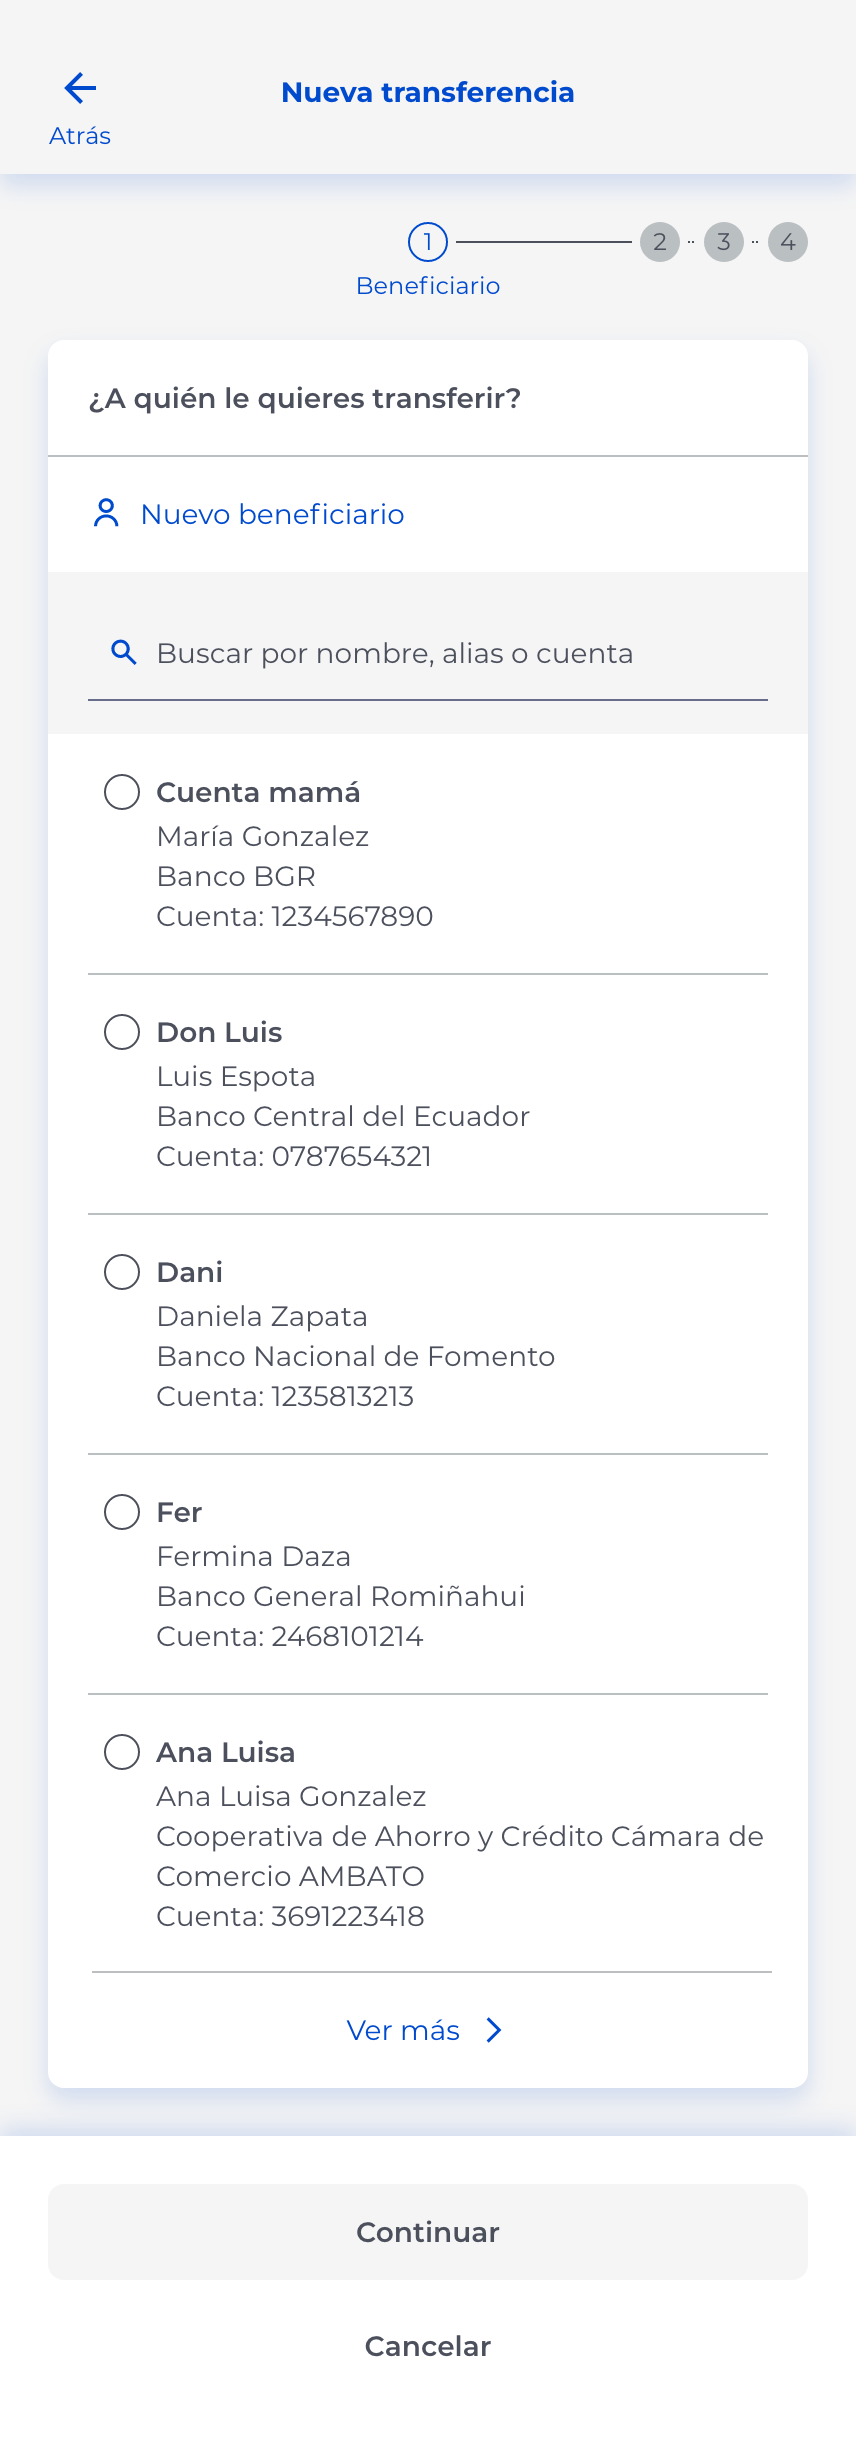 Nueva transferencia
Atrás
1 2 3 4
Beneficiario
¿A quién le quieres transferir?
Nuevo beneficiario
Buscar por nombre, alias o cuenta
Cuenta mamá
María Gonzalez
Banco BGR
Cuenta: 1234567890
Don Luis
Luis Espota
Banco Central del Ecuador
Cuenta: 0787654321
Dani
Daniela Zapata
Banco Nacional de Fomento
Cuenta: 1235813213
Fer
Fermina Daza
Banco General Romiñahui
Cuenta: 2468101214
Ana Luisa
Ana Luisa Gonzalez
Cooperativa de Ahorro y Crédito Cámara de
Comercio AMBATO
Cuenta: 3691223418
Ver más
Continuar
Cancelar